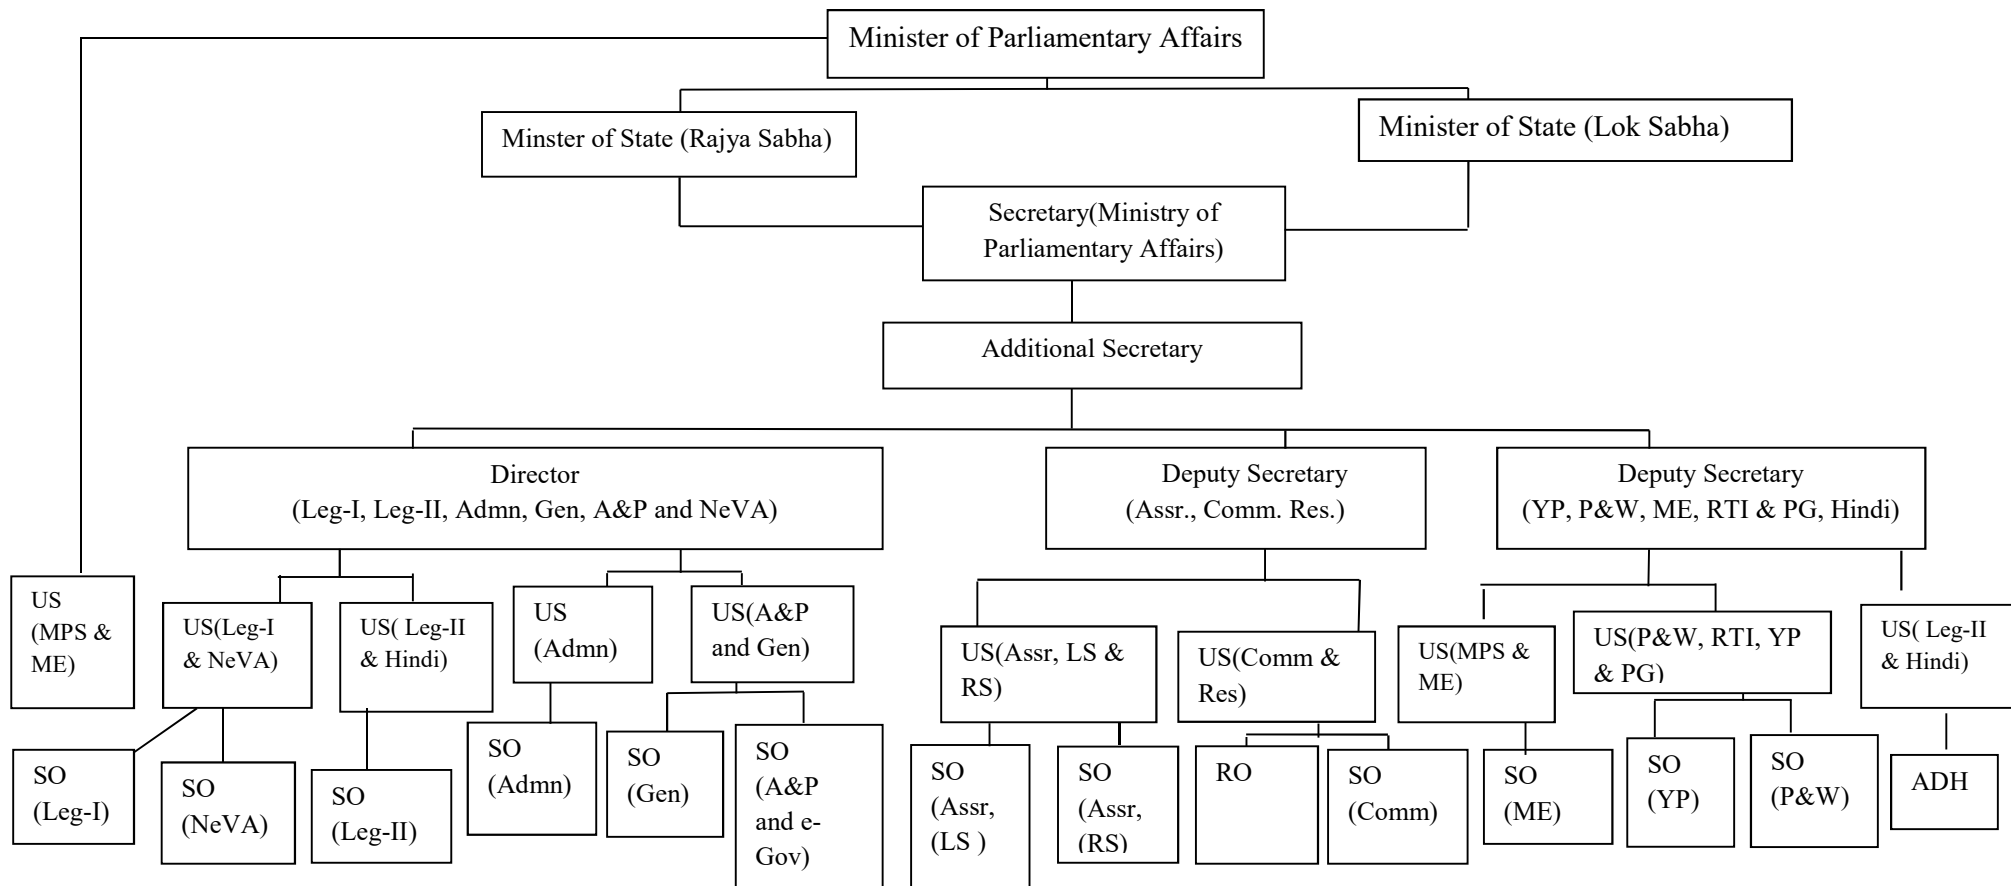 Minister of Parliamentary Affairs
Minster of State (Rajya Sabha)
Minister of State (Lok Sabha)
Secretary(Ministry of
Parliamentary Affairs)
Additional Secretary
Director
(Leg-I, Leg-II, Admn, Gen, A&P and NeVA)
Deputy Secretary
(Assr., Comm. Res.)
Deputy Secretary
(YP, P&W, ME, RTI & PG, Hindi)
US
(MPS &
ME)
US(Leg-I
& NeVA)
US( Leg-II
& Hindi)
US
(Admn)
US(A&P
and Gen)
US(Assr, LS &
RS)
US(Comm &
Res)
US(MPS &
ME)
US(P&W, RTI, YP
& PG)
US( Leg-II
& Hindi)
SO
(Leg-I)
SO
(NeVA)
SO
(Leg-II)
SO
(Admn)
SO
(Gen)
SO
(A&P
and e-
Gov)
SO
(Assr,
(LS )
SO
(Assr,
(RS)
RO
SO
(Comm)
SO
(ME)
SO
(YP)
SO
(P&W)
ADH